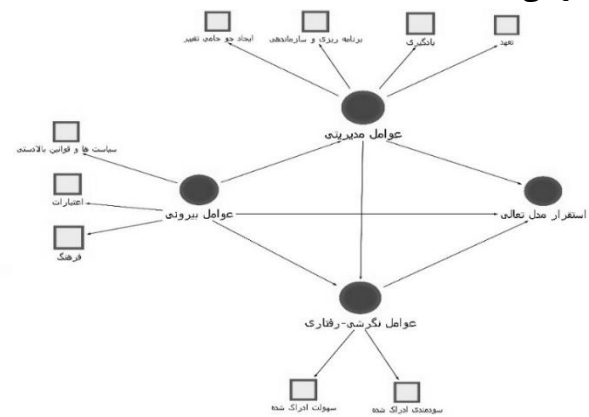 ایجاد جو حامی تغییر
برنامه ریزی و سازماندهی
یادگیری
تعهد
عوامل مدیریتی
سیاست ها و قوانین بالادستی
اعتبارات
فرهنگ
عوامل بیرونی
استقرار مدل تعالی
عوامل نگرشی-رفتاری
سهولت ادراک شده
سودمندی ادراک شده